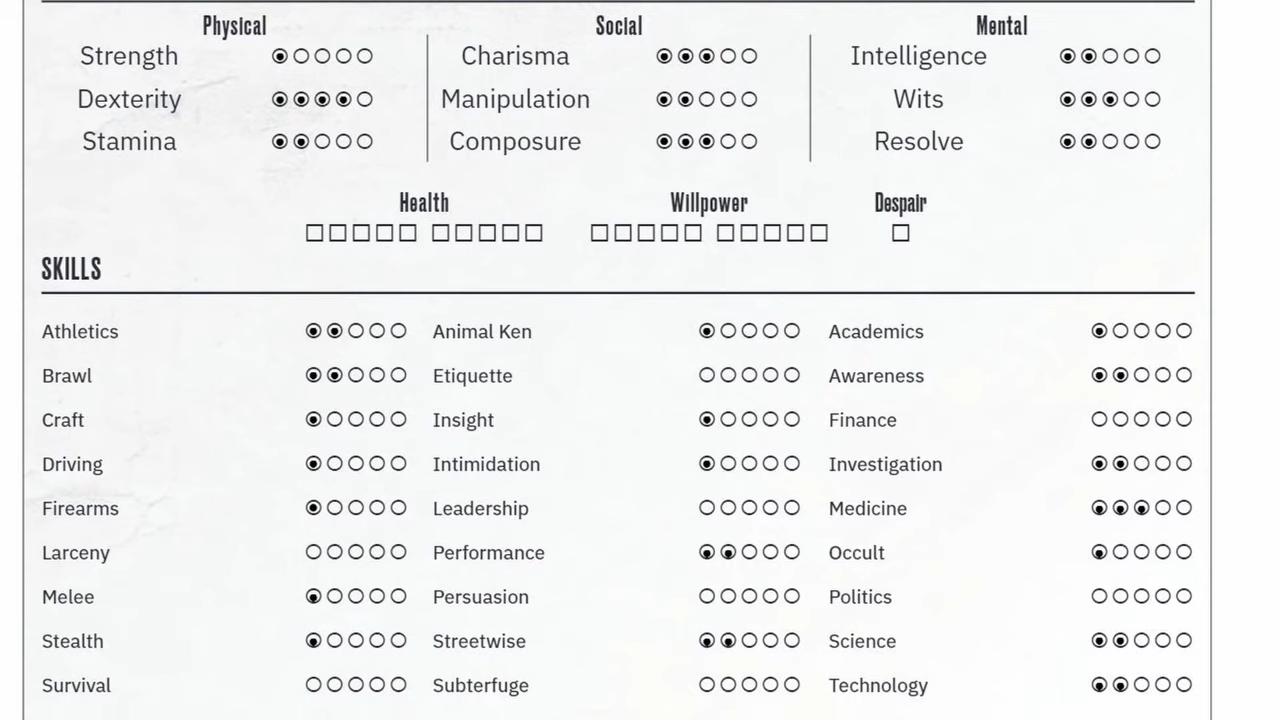 Physical Social Mental
Strength Charisma Intelligence
Dexterity Manipulation Wits
Stamina Composure Resolve
Health Willpower Despair
SKILLS
Athletics Animal Ken Academics
Brawl Etiquette Awareness
Craft Insight Finance
Driving Intimidation Investigation
Firearms Leadership Medicine
Larceny Performance Occult
Melee Persuasion Politics
Stealth Streetwise Science
Survival Subterfuge Technology